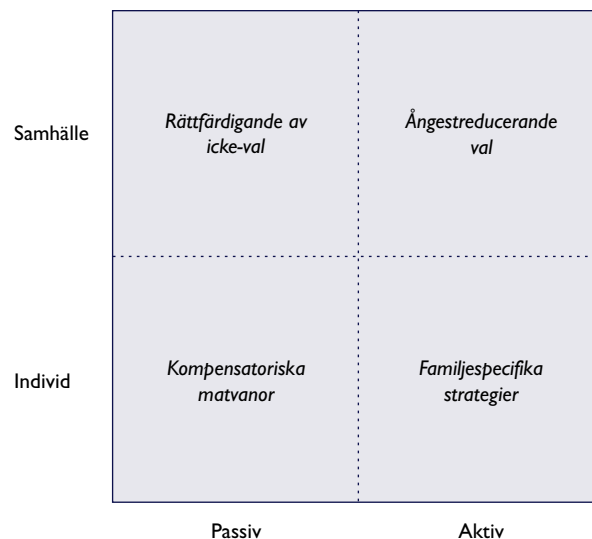 Samhälle
Rättfärdigande av
icke-val
Ångestreducerande
val
Individ
Kompensatoriska
matvanor
Familjespecifika
strategier
Passiv
Aktiv